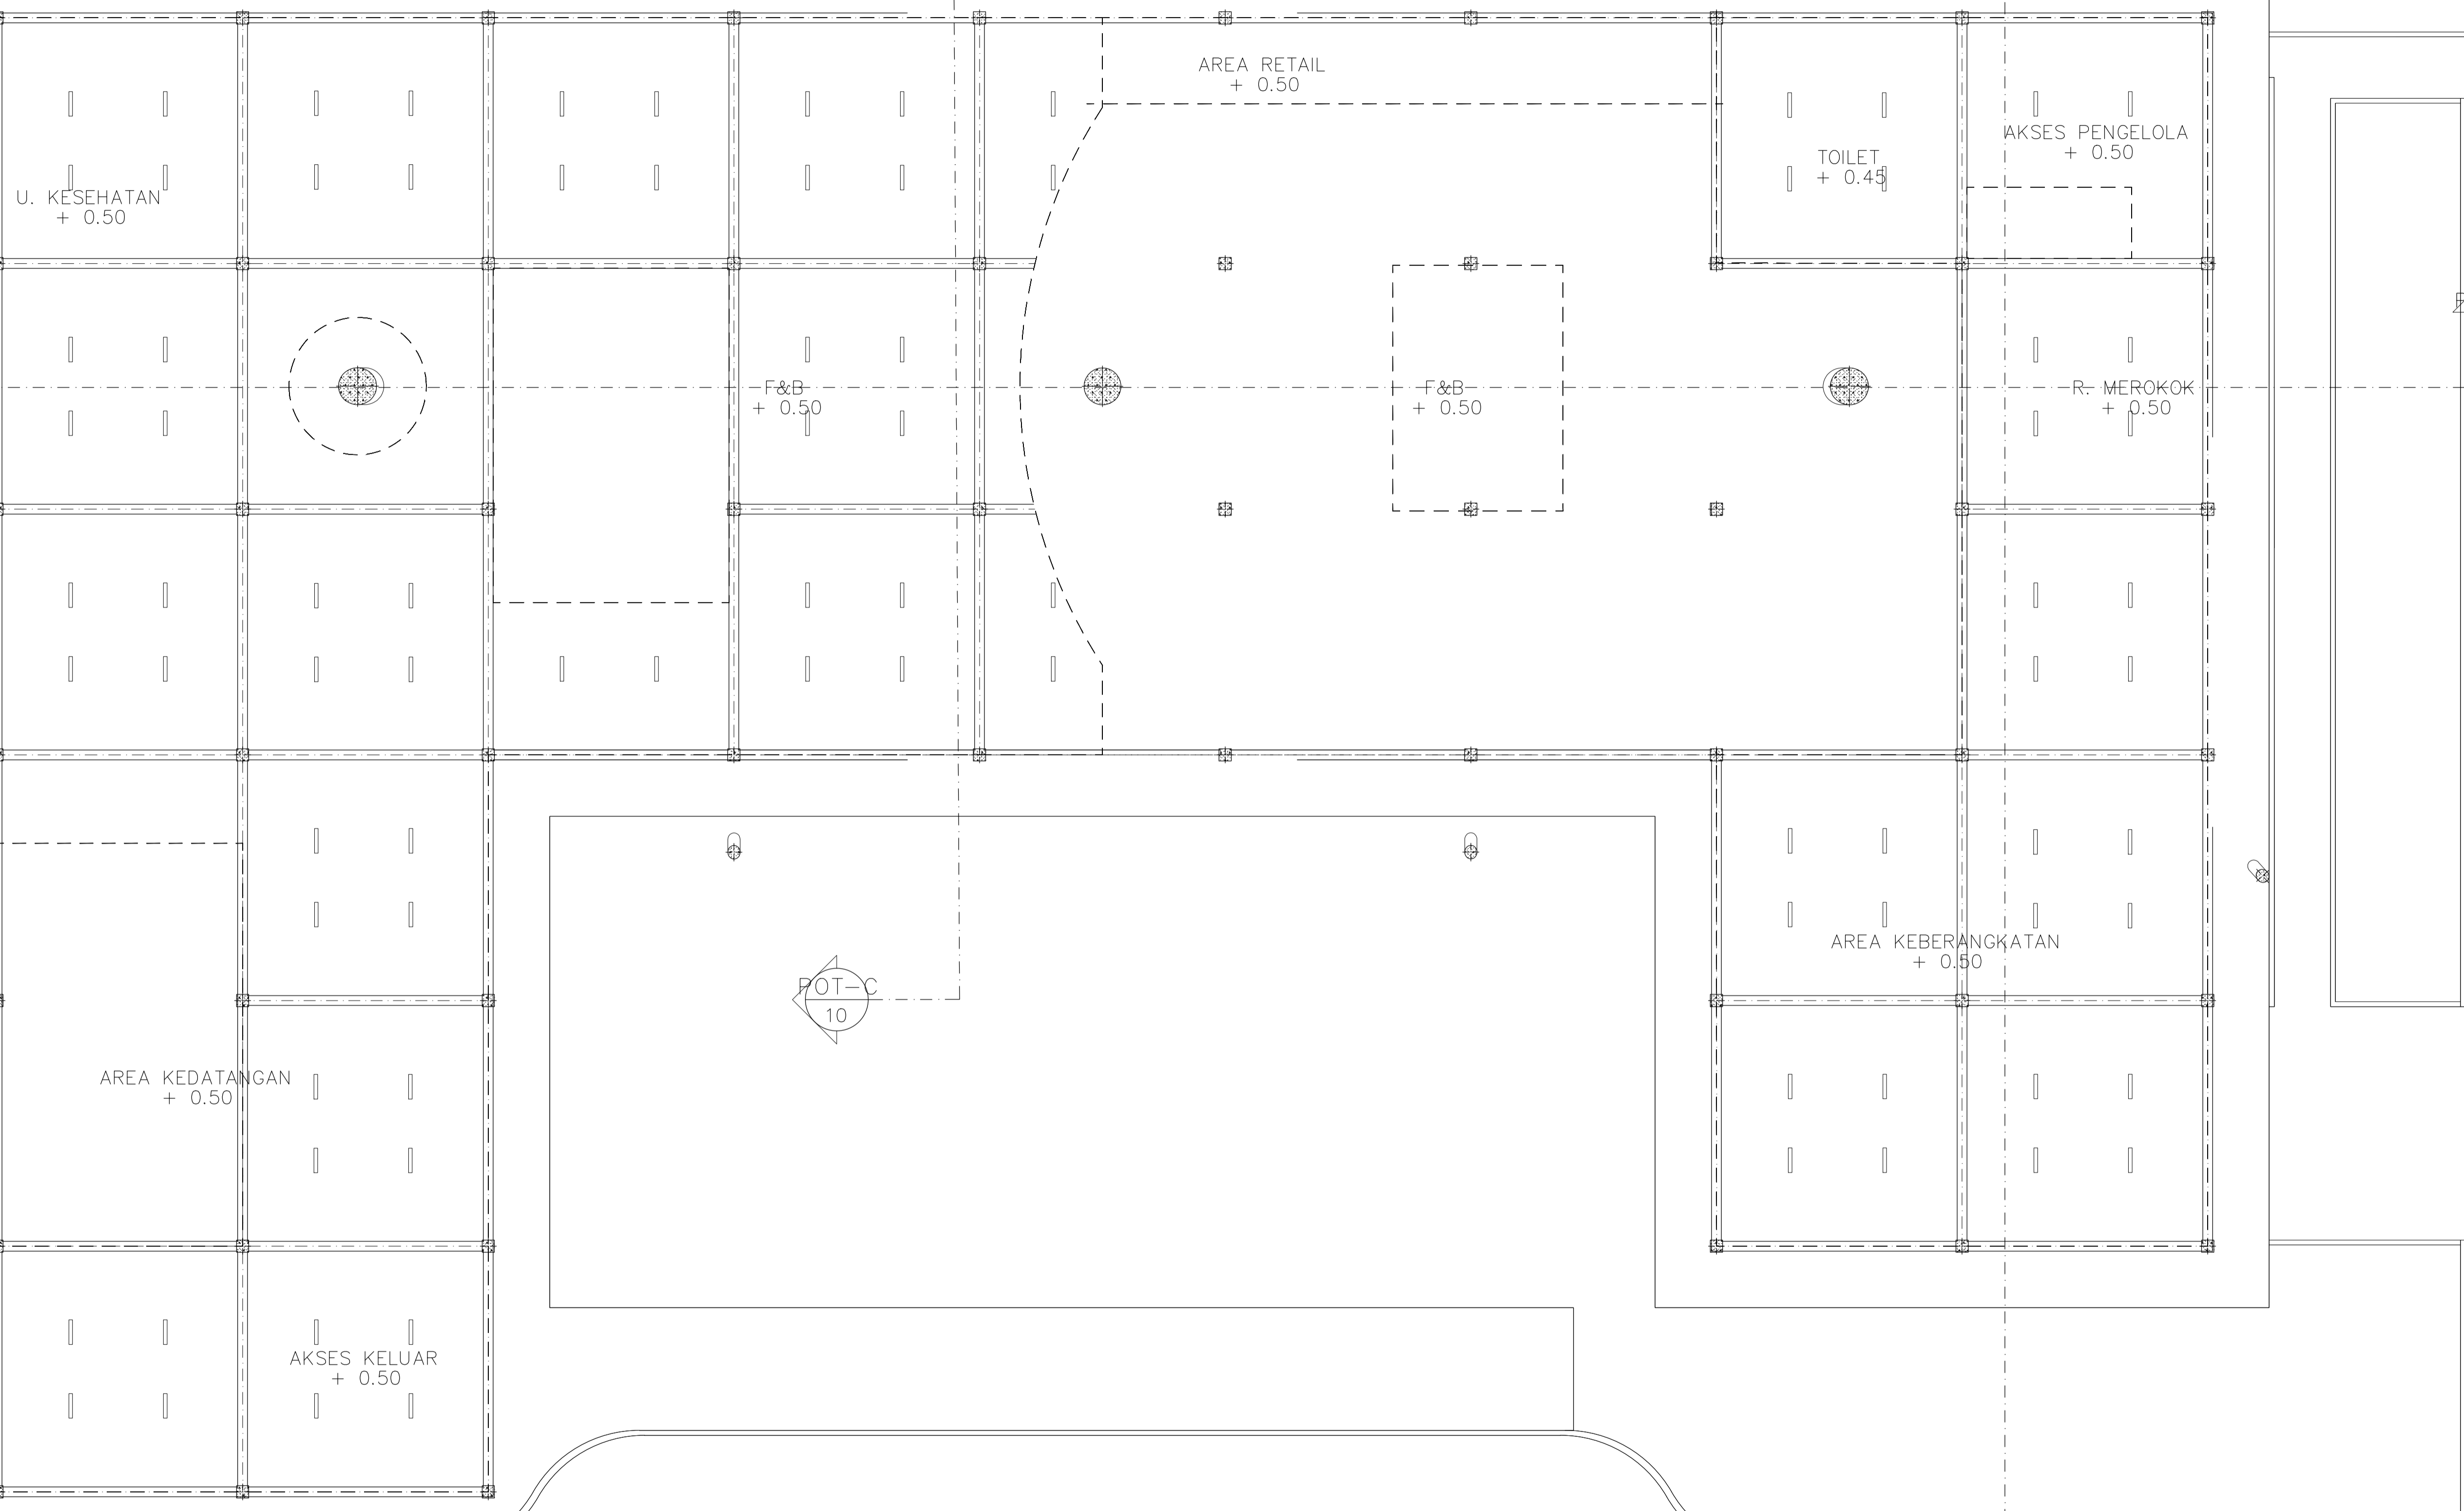 AREA RETAIL
+ 0.50
AKSES PENGELOLA
+ 0.50
TOILET
+ 0.45
U. KESEHATAN
+ 0.50
F&B
+ 0.50
F&B
+ 0.50
R. MEROKOK
+ 0.50
AREA KEBERANGKATAN
+ 0.50
POT-C
10
AREA KEDATANGAN
+ 0.50
AKSES KELUAR
+ 0.50